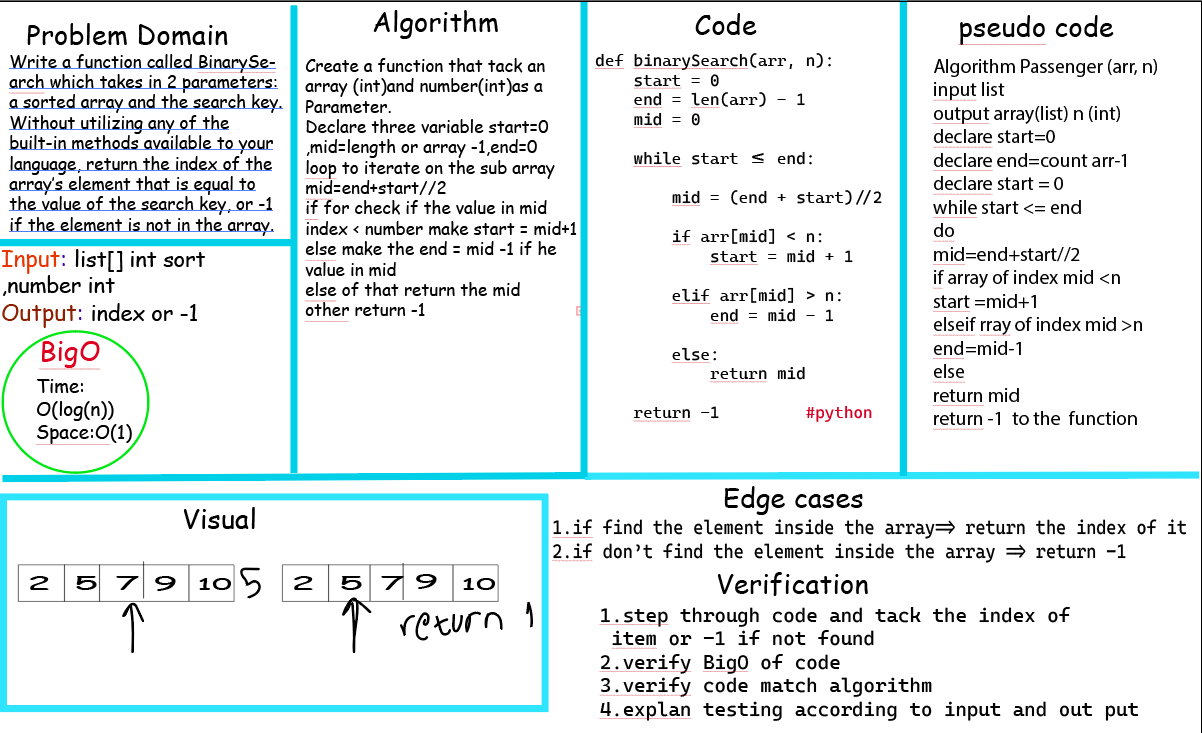 Problem Domain
Write a function called BinarySe-
arch which takes in 2 parameters:
a sorted array and the search key.
Without utilizing any of the
built-in methods available to your
language, return the index of the
array's element that is equal to
the value of the search key, or -1
if the element is not in the array.
Input: list[] int sort
,number int
Output: index or -1
BigO
Time:
O(log(n))
Space:O(1)
Algorithm
Create a function that tack an
array (int)and number(int)as a
Parameter.
Declare three variable start=0
,mid=length or array -1,end=0
loop to iterate on the sub array
mid=end+start//2
if for check if the value in mid
index < number make start = mid+1
else make the end = mid -1 if he
value in mid
else of that return the mid
other return -1
Code
def binarySearch(arr, n):
start = 0
end = len(arr) - 1
mid = 0
while start ≤ end:
mid = (end + start)//2
if arr[mid] < n:
start = mid + 1
elif arr[mid] > n:
end = mid - 1
else:
return mid
return -1 #python
pseudo code
Algorithm Passenger (arr, n)
input list
output array(list) n (int)
declare start=0
declare end=count arr-1
declare start = 0
while start <= end
do
mid=end+start//2
if array of index mid <n
start =mid+1
elseif rray of index mid >n
end=mid-1
else
return mid
return -1 to the function
Visual
2 5 7 9 10 5 2 5 7 9 10
return 1
Edge cases
1.if find the element inside the array⇒ return the index of it
2.if don't find the element inside the array ⇒ return -1
Verification
1.step through code and tack the index of
item or -1 if not found
2.verify BigO of code
3.verify code match algorithm
4.explan testing according to input and out put